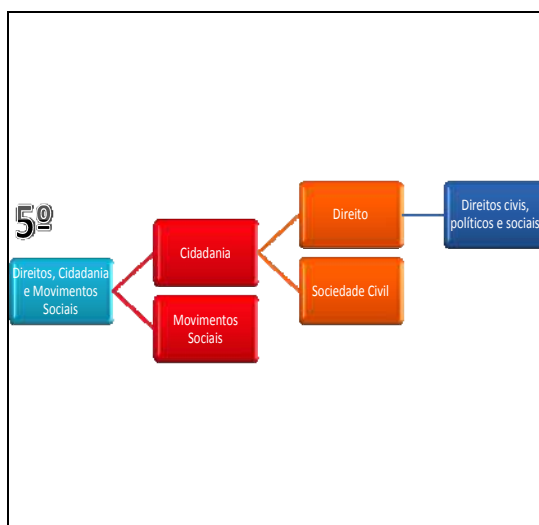 5º
Direitos, Cidadania
e Movimentos
Sociais
Cidadania
Movimentos
Sociais
Direito
Sociedade Civil
Direitos civis,
políticos e sociais